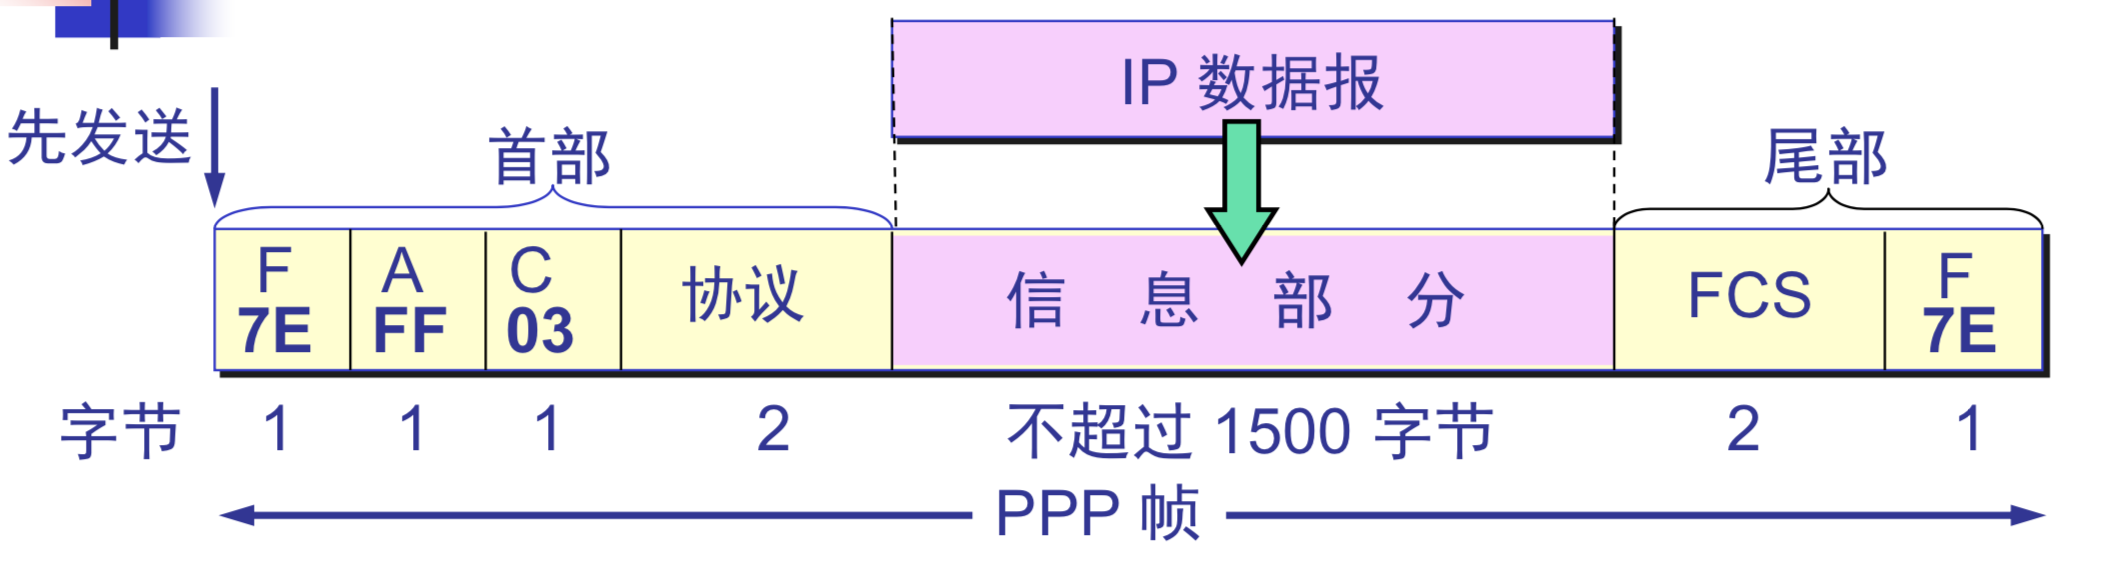 IP 数据报
先发送
首部
尾部
F A C 协议 信息部分 FCS F
7E FF 03 7E
字节 1 1 1 2 不超过 1500 字节 2 1
PPP 帧